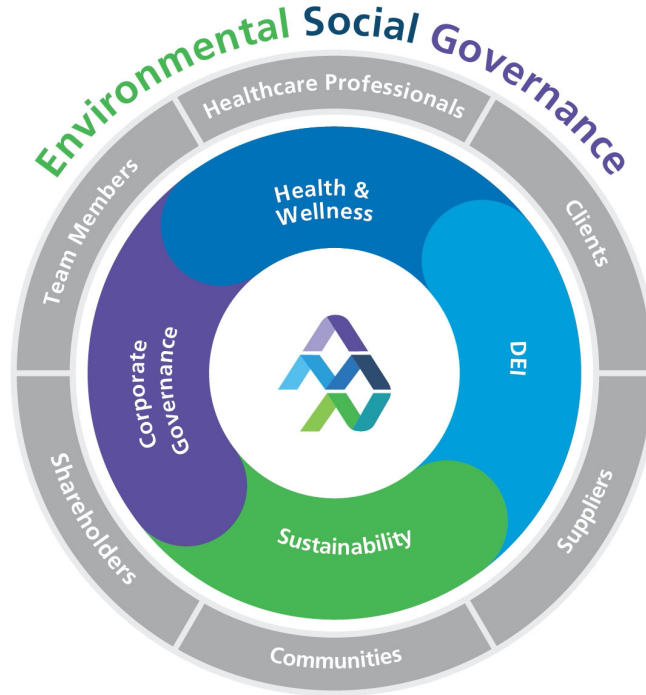 Environmental Social Governance
Healthcare Professionals
Clients
Suppliers
Communities
Shareholders
Team Members
Health &
Wellness
DEI
Sustainability
Corporate
Governance